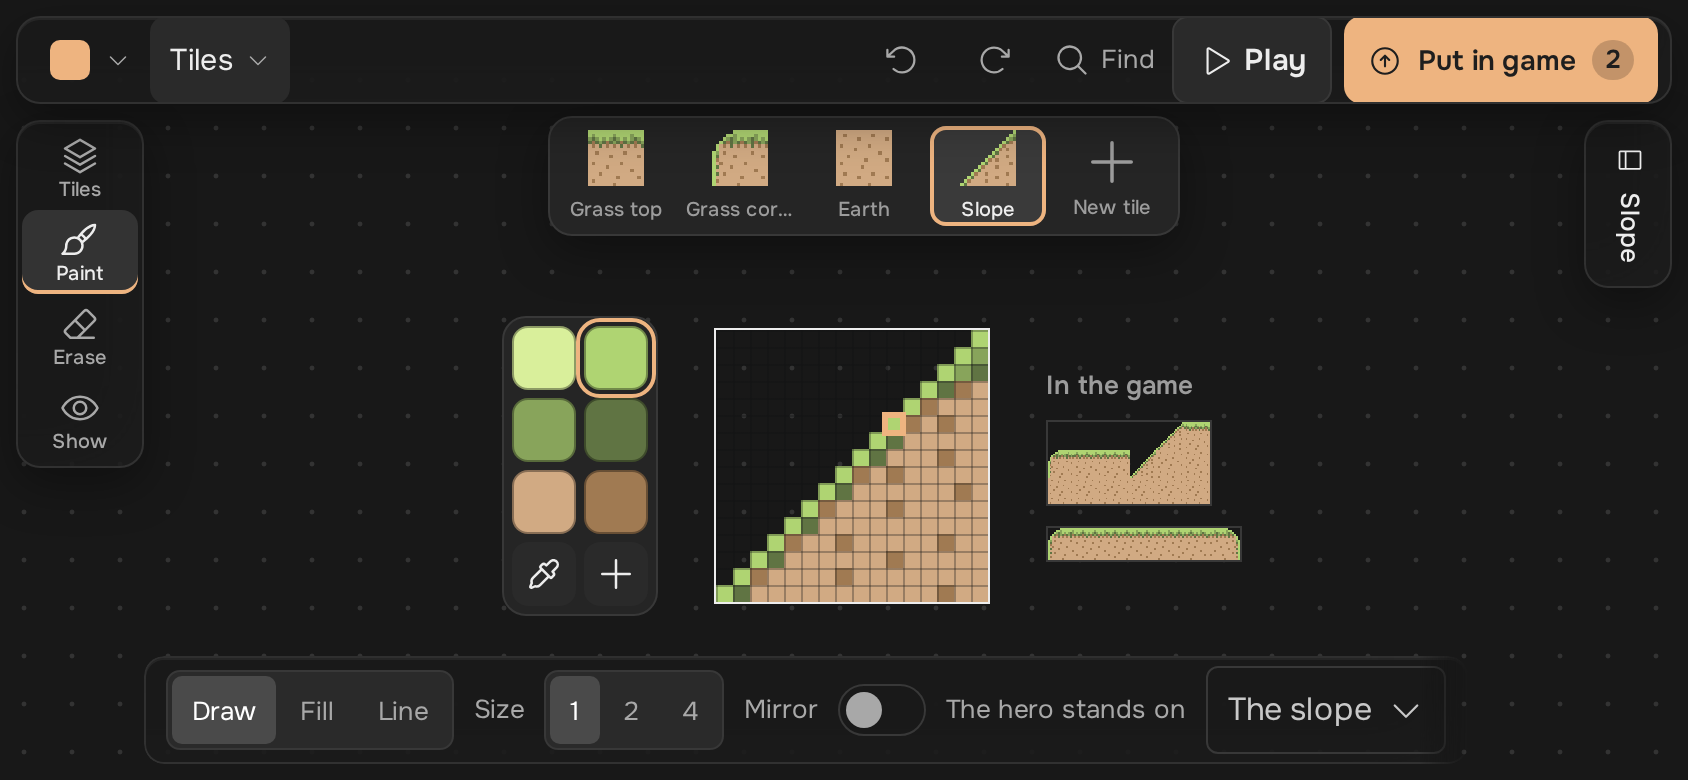 Tiles
Find
Play
Put in game 2
Tiles
Paint
Erase
Show
Grass top
Grass cor...
Earth
Slope
New tile
Slope
In the game
Draw
Fill
Line
Size
1
2
4
Mirror
The hero stands on
The slope